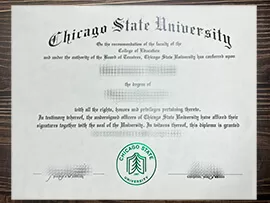 Chicago State University
On the recommendation of the faculty of the
College of Education
and under the authority of the Board of Trustees, Chicago State University has conferred upon
the degree of
with all the rights, honors and privileges pertaining thereto.
In testimony whereof, the undersigned officers of Chicago State University have affixed their
signatures together with the seal of the University. In witness thereof, this diploma is granted
CHICAGO STATE
UNIVERSITY